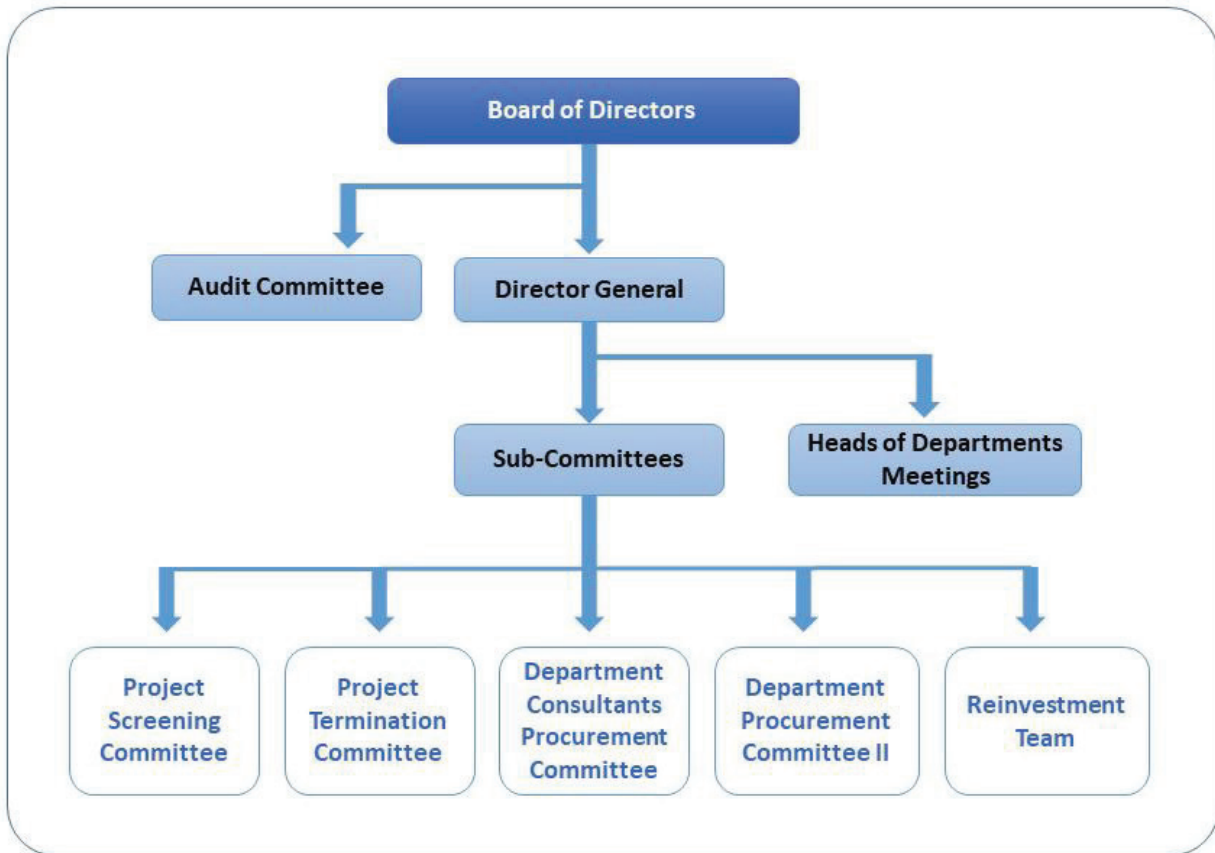 Board of Directors
Audit Committee
Director General
Sub-Committees
Heads of Departments
Meetings
Project
Screening
Committee
Project
Termination
Committee
Department
Consultants
Procurement
Committee
Department
Procurement
Committee II
Reinvestment
Team